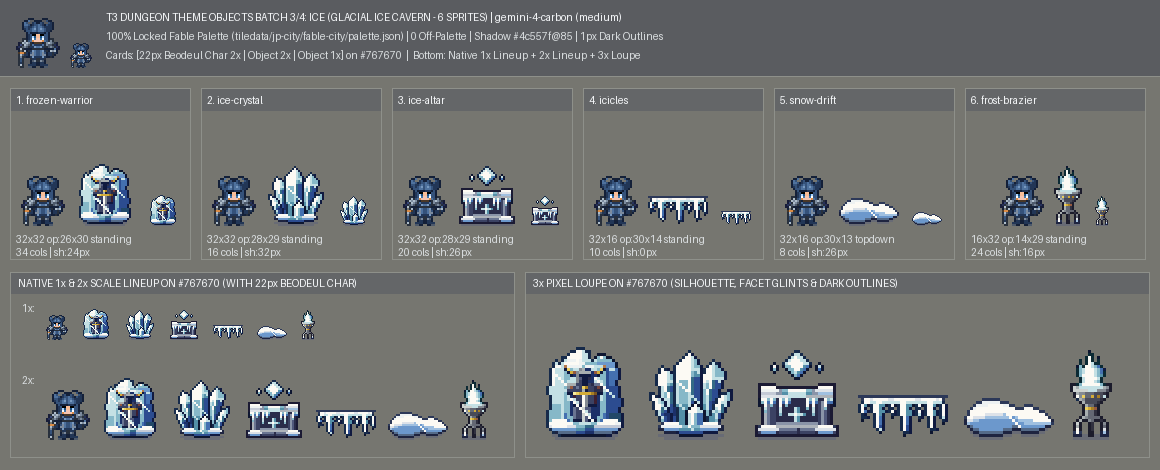 T3 DUNGEON THEME OBJECTS BATCH 3/4: ICE (GLACIAL ICE CAVERN - 6 SPRITES) | gemini-4-carbon (medium)
100% Locked Fable Palette (tiledata/jp-city/fable-city/palette.json) | 0 Off-Palette | Shadow #4c557f@85 | 1px Dark Outlines
Cards: [22px Beodeul Char 2x | Object 2x | Object 1x] on #767670 | Bottom: Native 1x Lineup + 2x Lineup + 3x Loupe
1. frozen-warrior
2. ice-crystal
3. ice-altar
4. icicles
5. snow-drift
6. frost-brazier
32x32 op:26x30 standing
34 cols | sh:24px
32x32 op:28x29 standing
16 cols | sh:32px
32x32 op:28x29 standing
20 cols | sh:26px
32x16 op:30x14 standing
10 cols | sh:0px
32x16 op:30x13 topdown
8 cols | sh:26px
16x32 op:14x29 standing
24 cols | sh:16px
NATIVE 1x & 2x SCALE LINEUP ON #767670 (WITH 22px BEODEUL CHAR)
1x:
2x:
3x PIXEL LOUPE ON #767670 (SILHOUETTE, FACET GLINTS & DARK OUTLINES)